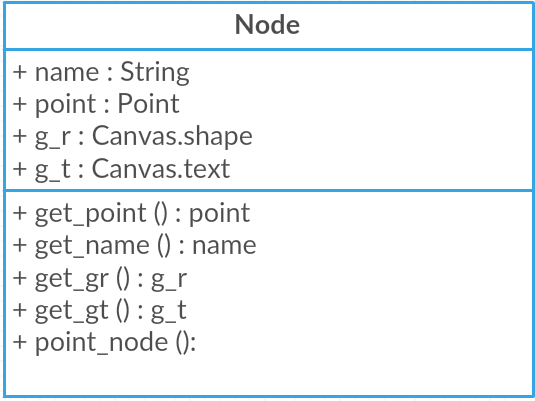 Node
+ name : String
+ point : Point
+ g_r : Canvas.shape
+ g_t : Canvas.text
+ get_point () : point
+ get_name () : name
+ get_gr () : g_r
+ get_gt () : g_t
+ point_node ():